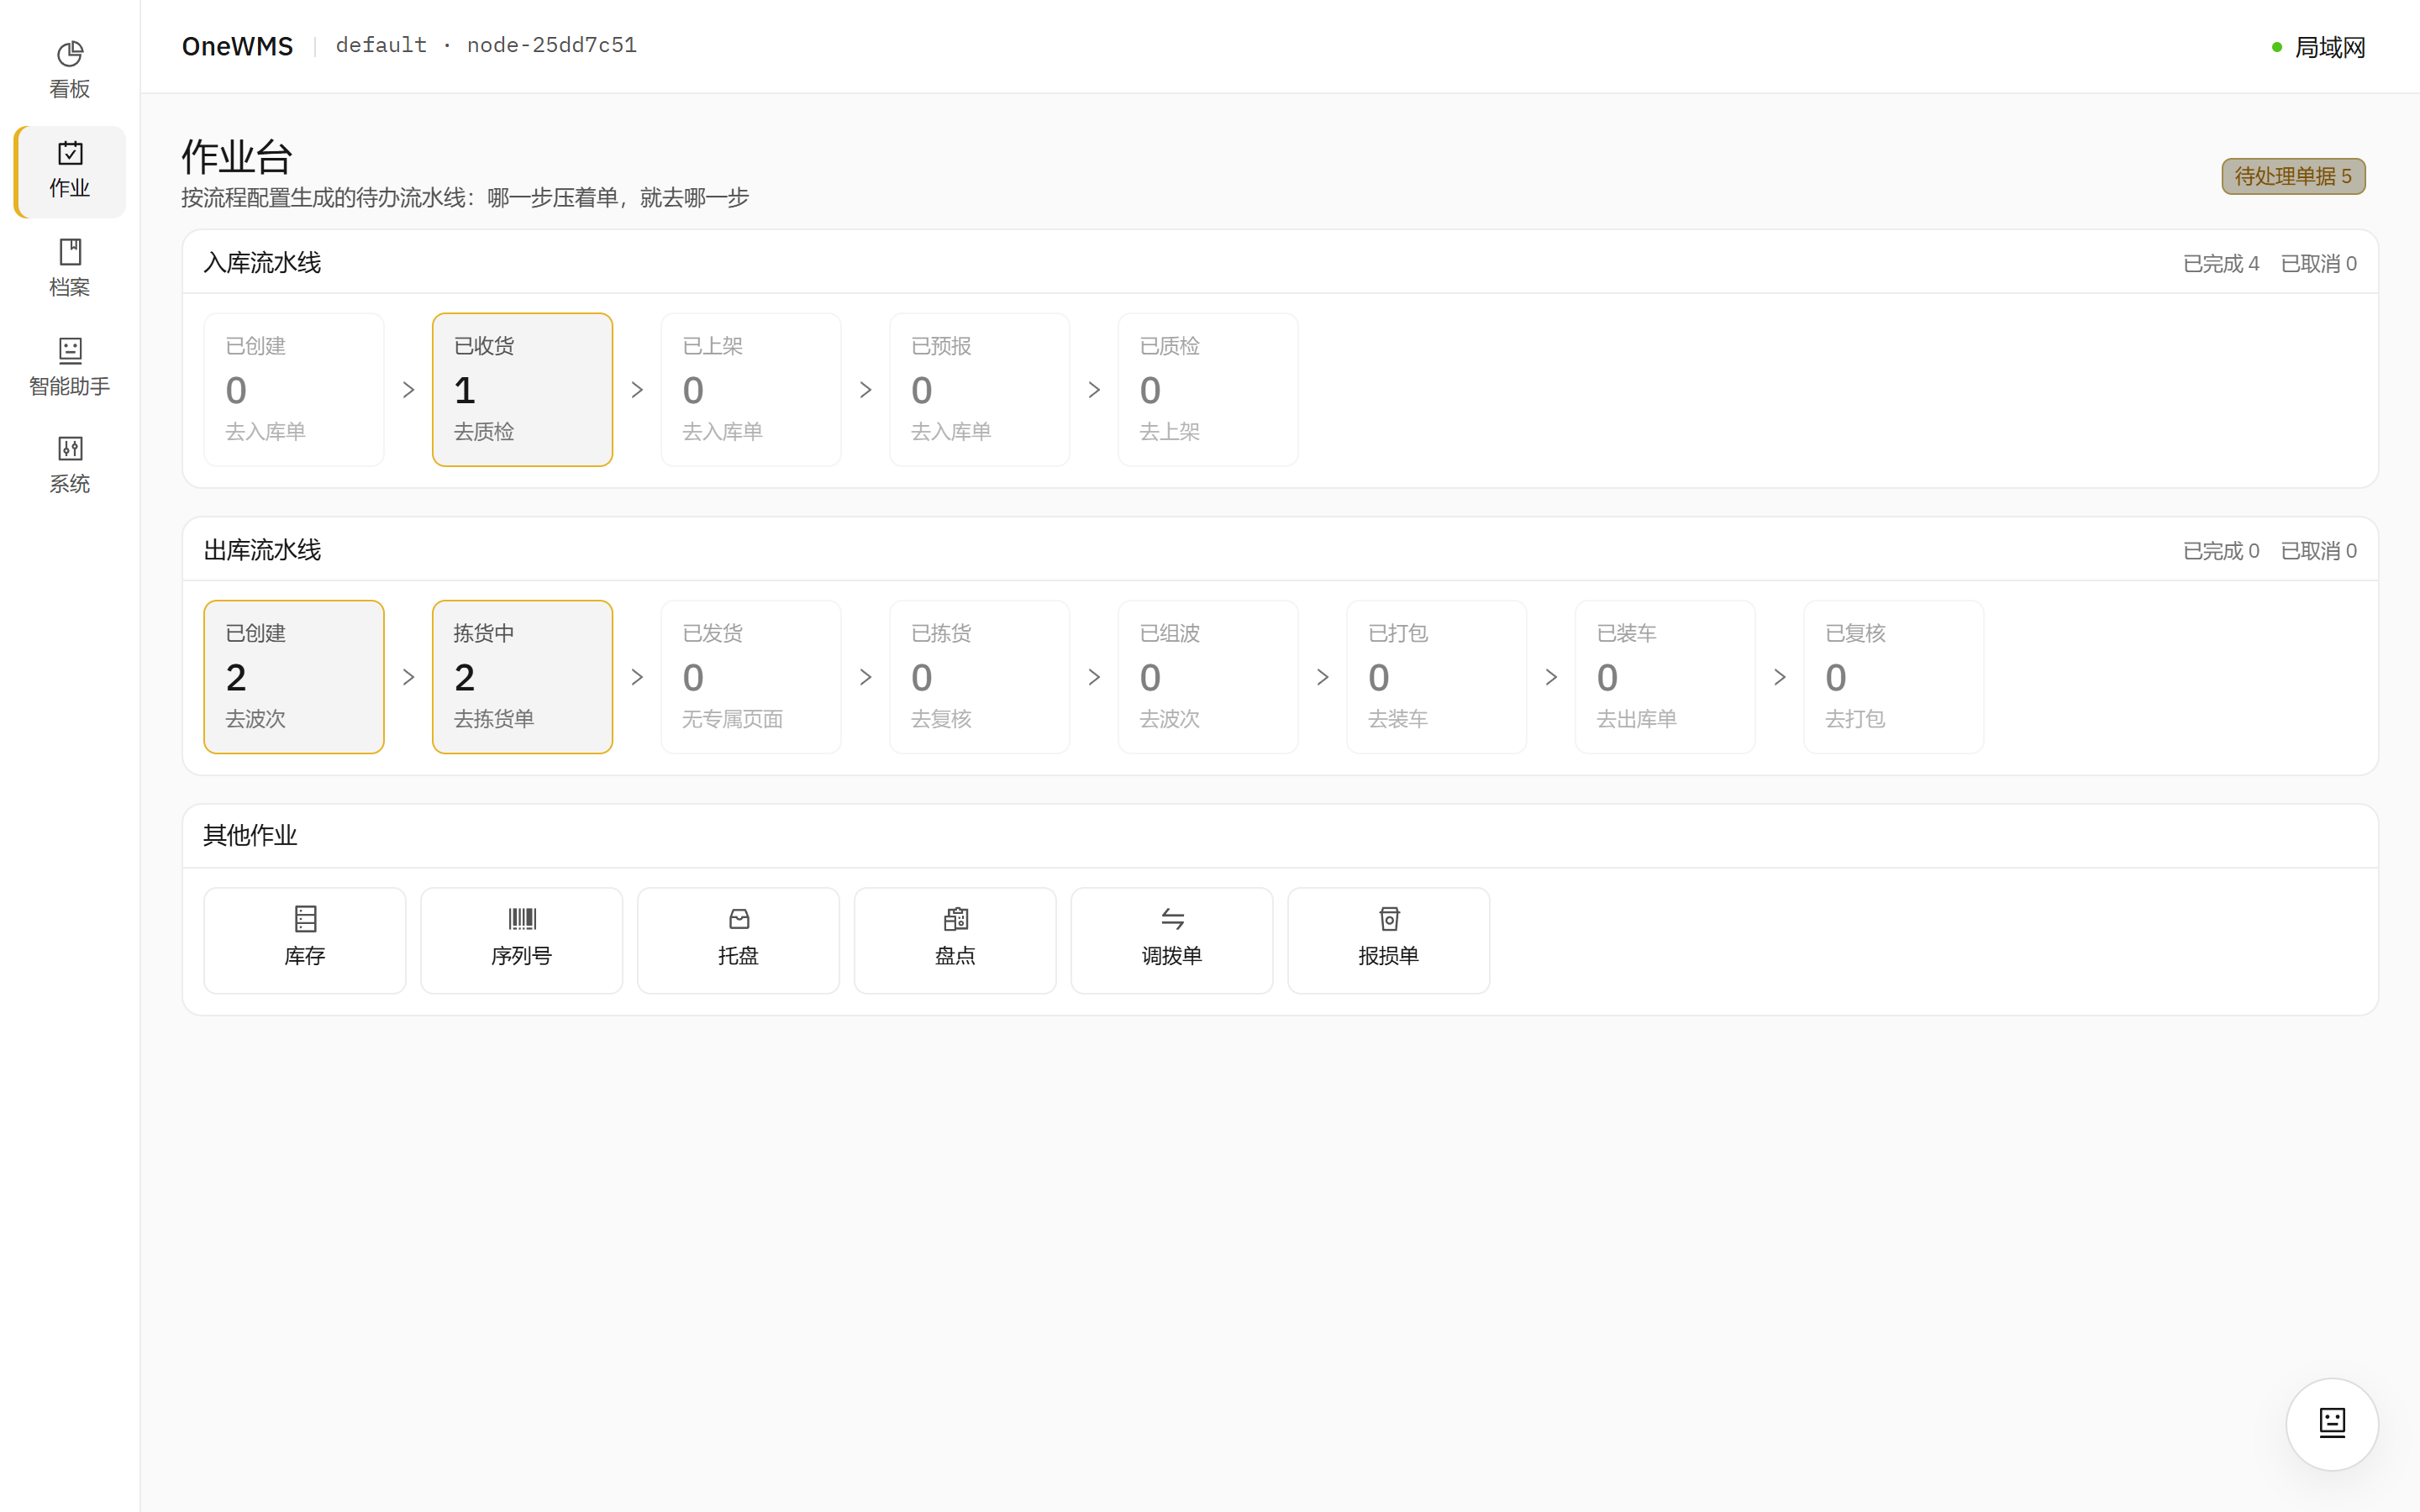 OneWMS
default · node-25dd7c51
局域网
看板
作业
档案
智能助手
系统
作业台
按流程配置生成的待办流水线：哪一步压着单，就去哪一步
待处理单据 5
入库流水线
已完成 4 已取消 0
已创建
0
去入库单
>
已收货
1
去质检
>
已上架
0
去入库单
>
已预报
0
去入库单
>
已质检
0
去上架
出库流水线
已完成 0 已取消 0
已创建
2
去波次
>
拣货中
2
去拣货单
>
已发货
0
无专属页面
>
已拣货
0
去复核
>
已组波
0
去波次
>
已打包
0
去装车
>
已装车
0
去出库单
>
已复核
0
去打包
其他作业
库存
序列号
托盘
盘点
调拨单
报损单